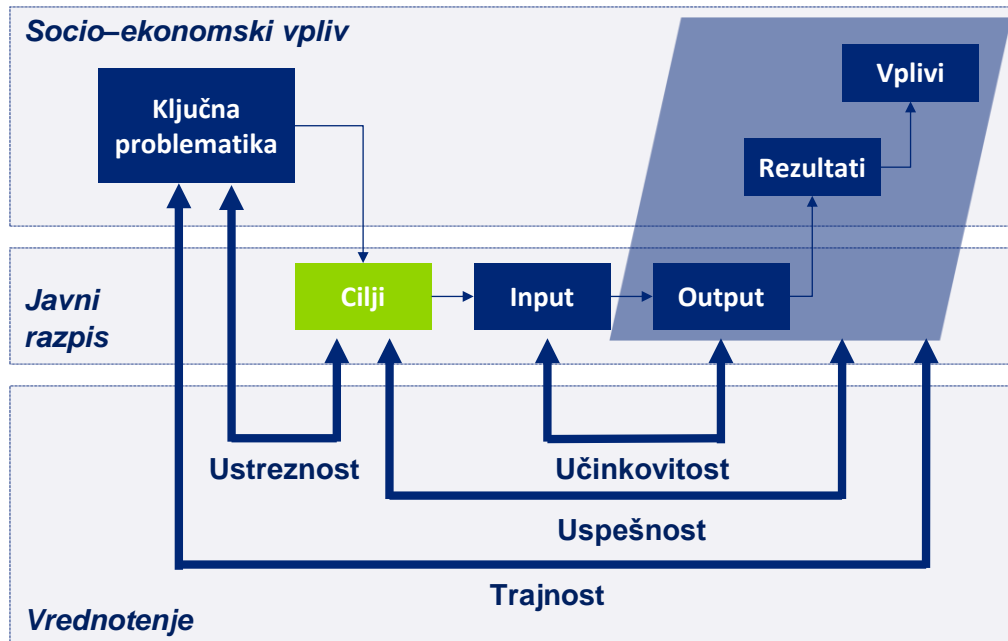 Socio–ekonomski vpliv
Vplivi
Ključna
problematika
Rezultati
Javni
razpis
Cilji
Input
Output
Ustreznost
Učinkovitost
Uspešnost
Trajnost
Vrednotenje